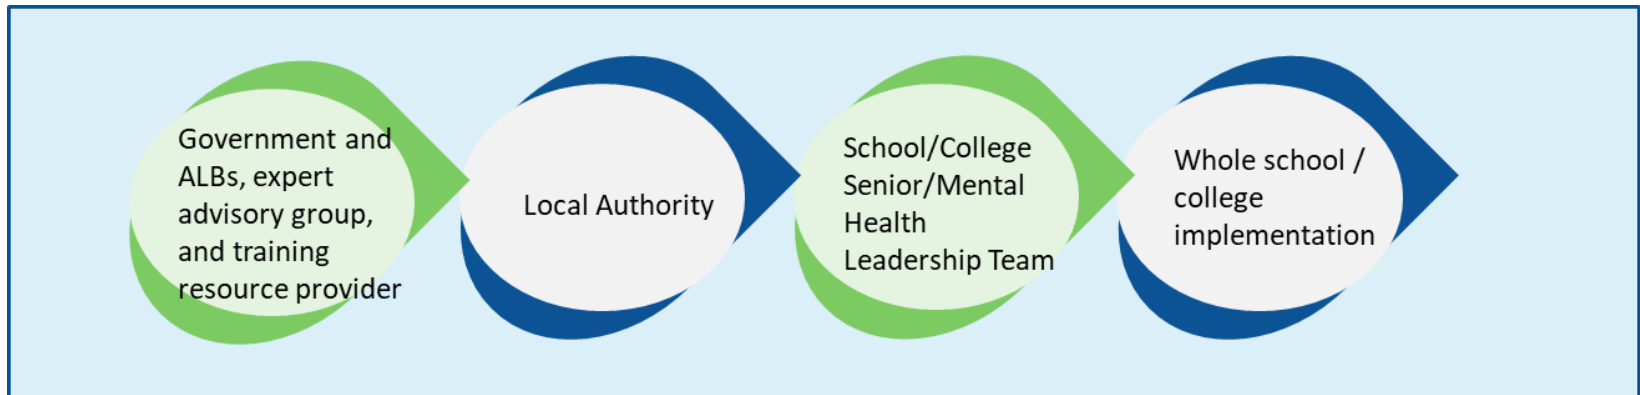 Government and
ALBs, expert
advisory group,
and training
resource provider
Local Authority
School/College
Senior/Mental
Health
Leadership Team
Whole school /
college
implementation